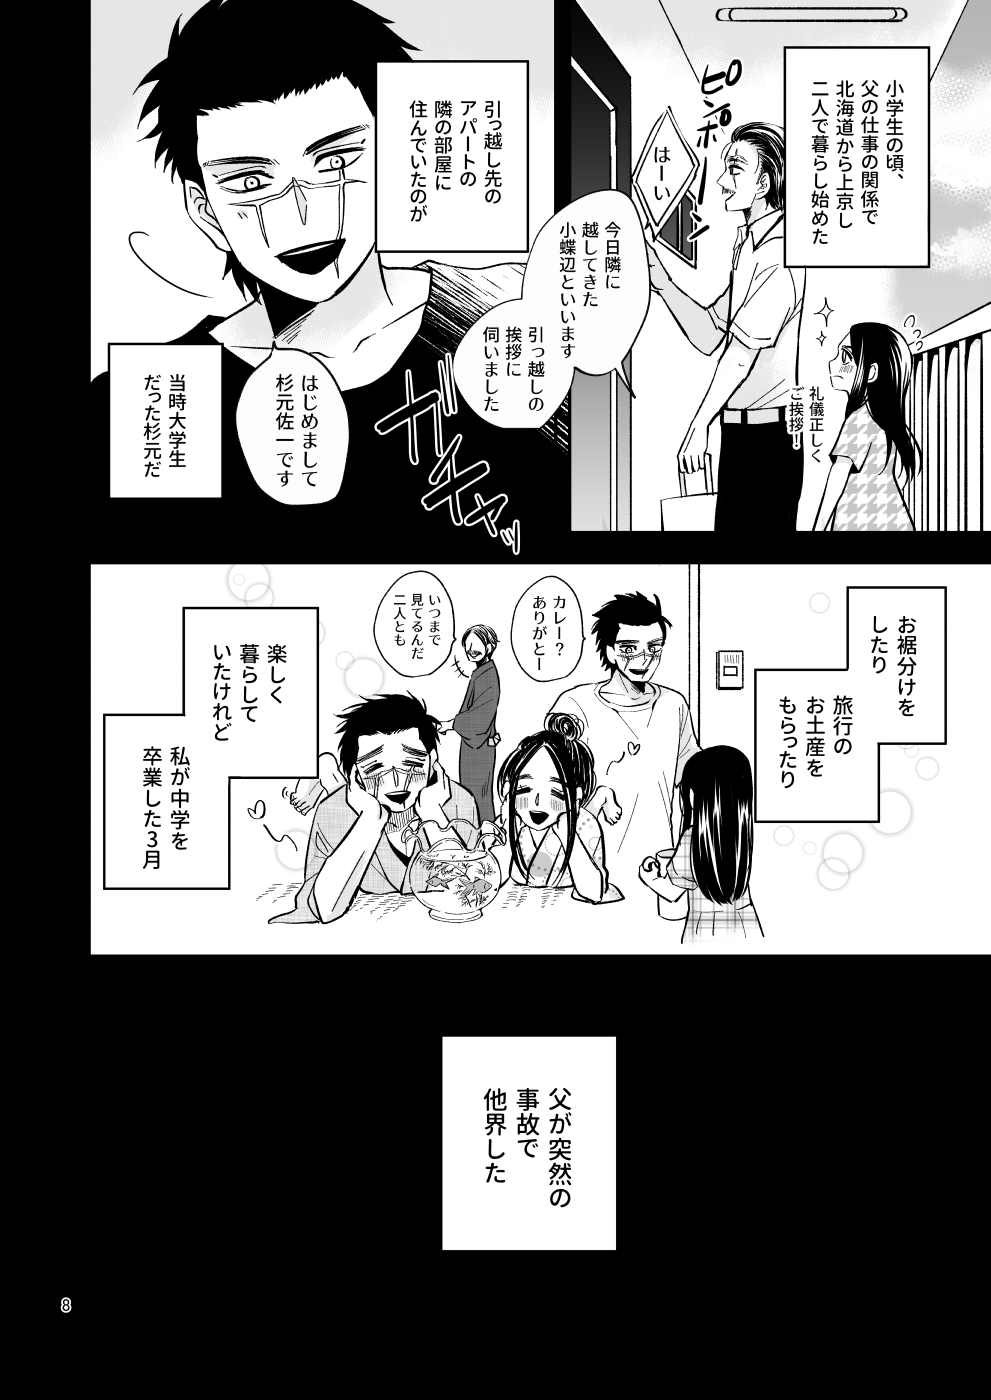 小学生の頃、
父の仕事の関係で
北海道から上京し
二人で暮らし始めた
ピンポーン
はーい
今日隣に
越してきた
小蝶辺といいます
引っ越しの
挨拶に
伺いました
礼儀正しく
ご挨拶！
引っ越し先の
アパートの
隣の部屋に
住んでいたのが
ガチャッ
はじめまして
杉元佐一です
当時大学生
だった杉元だ
お裾分けを
したり
旅行の
お土産を
もらったり
カレー？
ありがとー
いつまで
見てるんだ
二人とも
楽しく
暮らして
いたけれど
私が中学を
卒業した3月
父が突然の
事故で
他界した
8